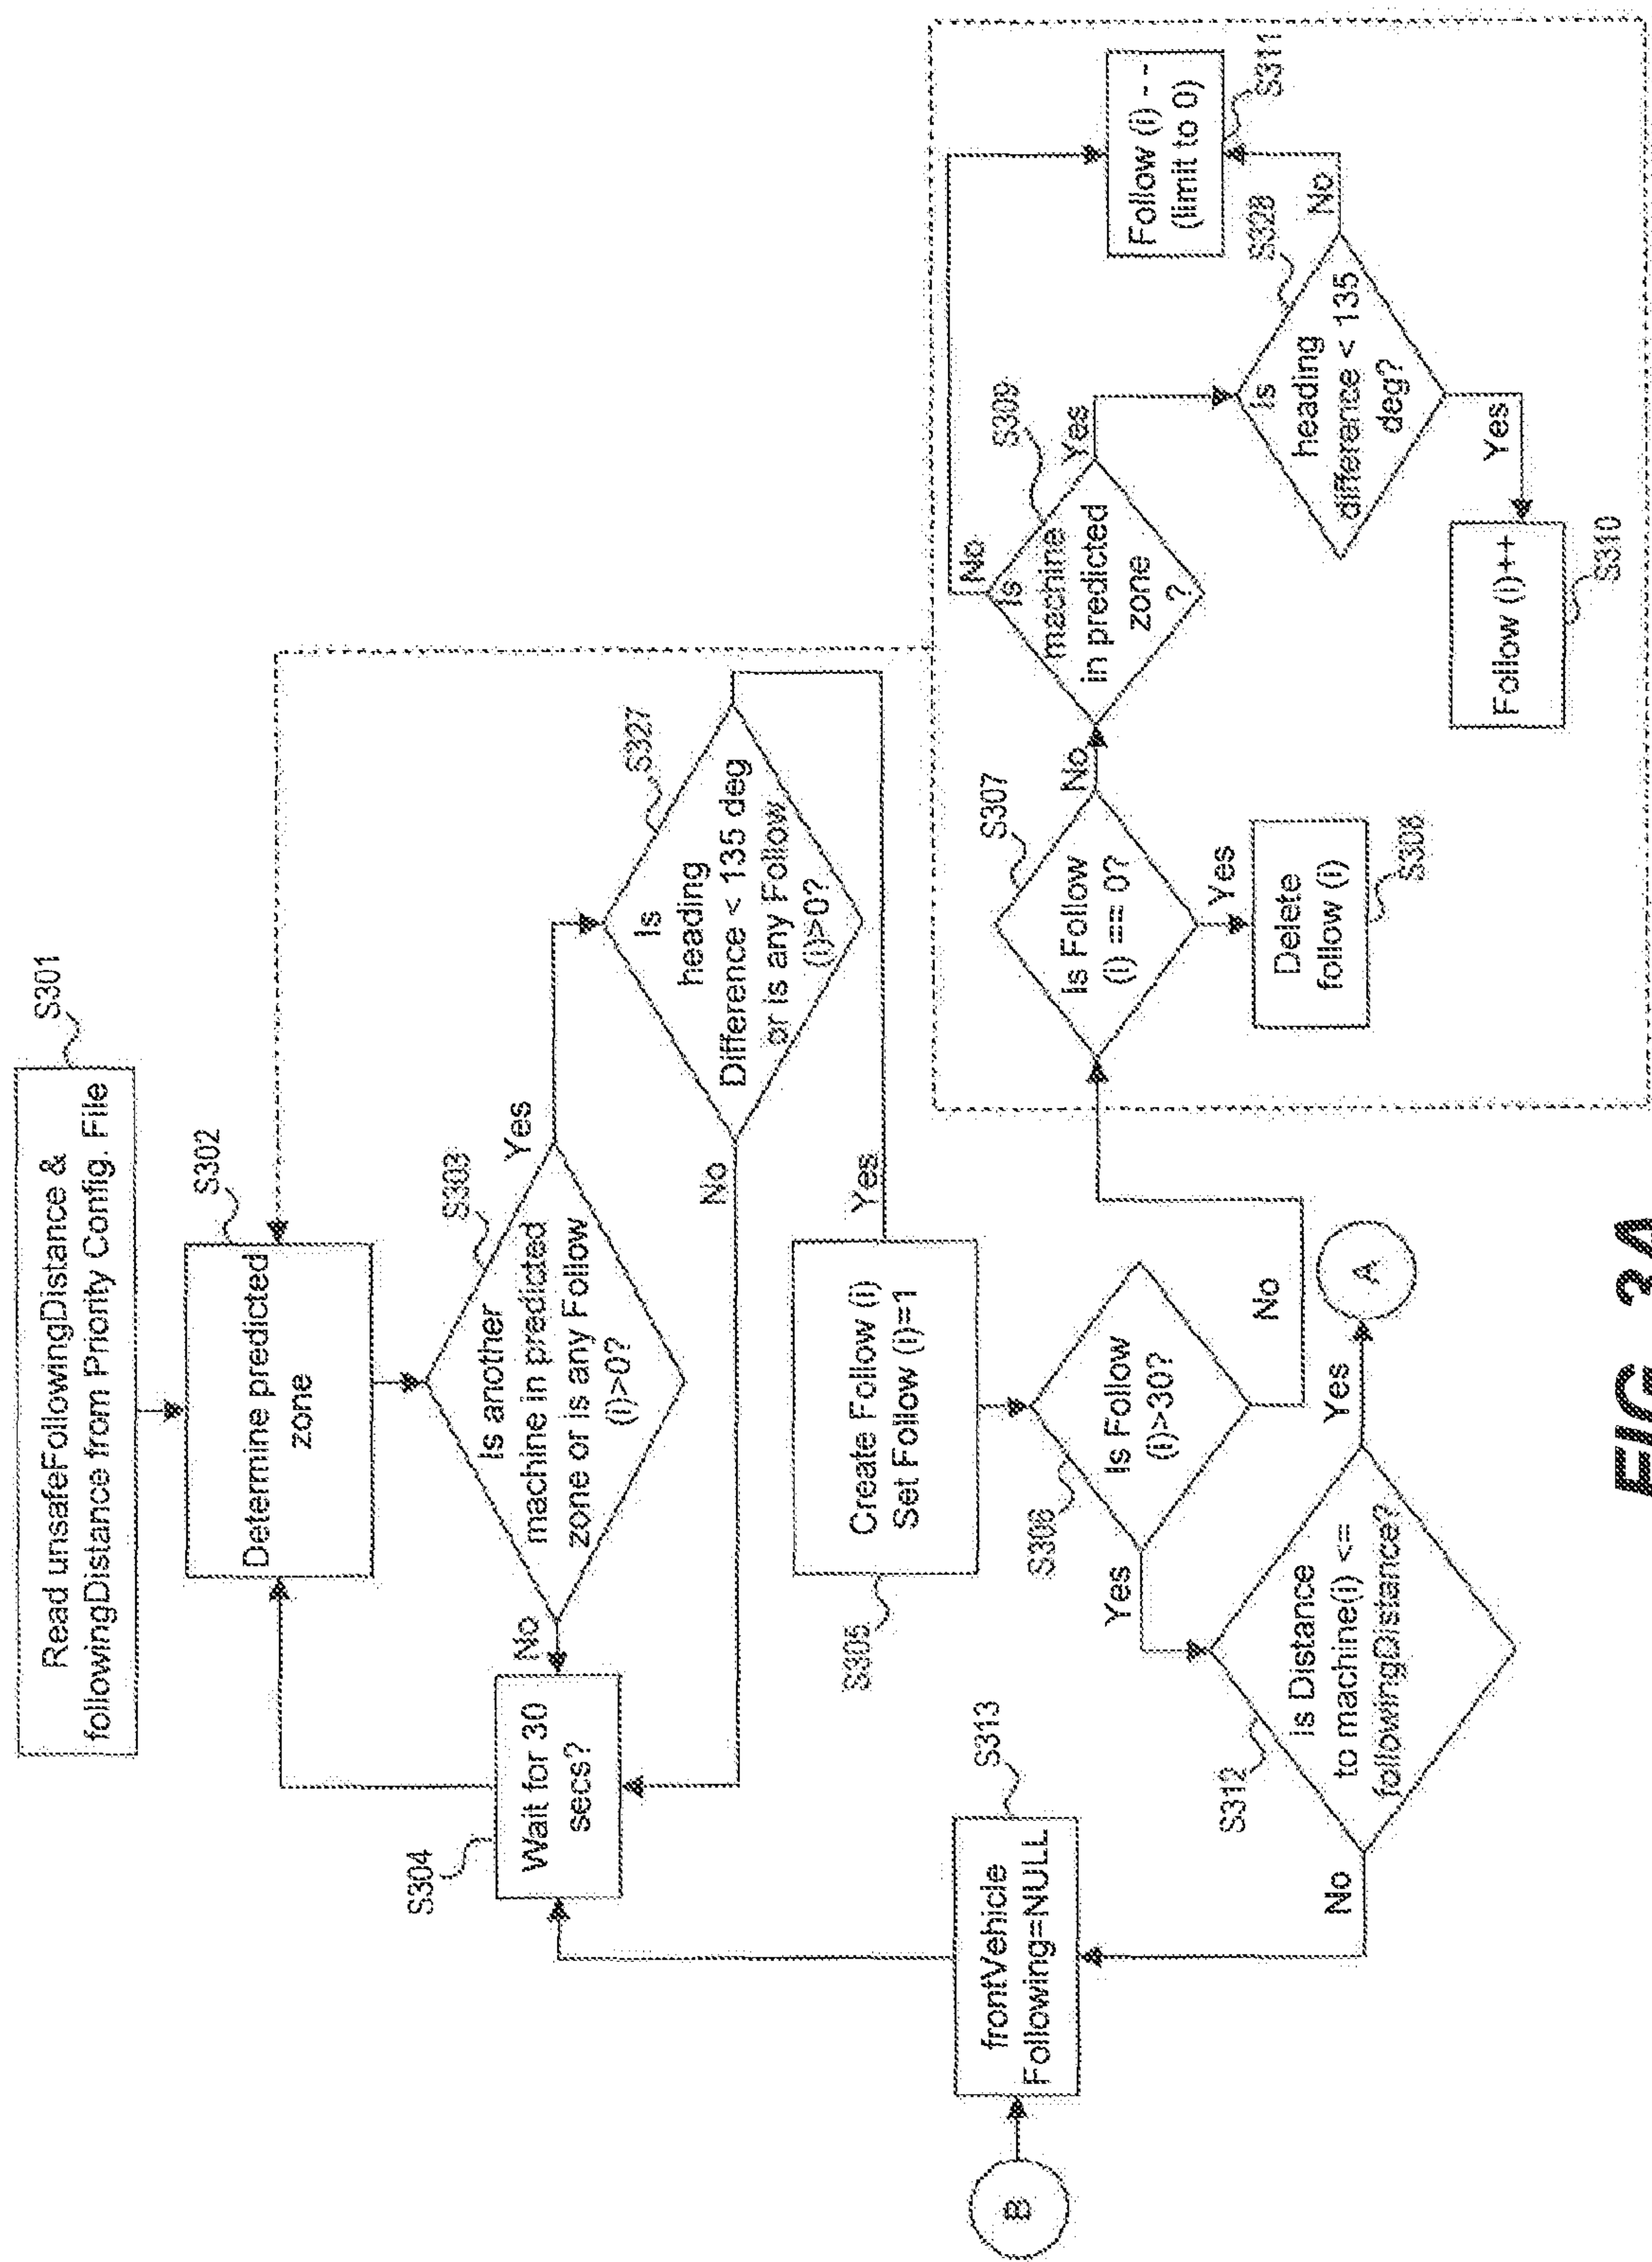 Read unsafeFollowingDistance &
followingDistance from Priority Config. File
S301
Determine predicted
zone
S302
Is another
machine in predicted
zone or is any Follow
(i)>0?
S303
Yes
No
Wait for 30
secs?
S304
Is
heading
Difference < 135 deg
or is any Follow
(i)>0?
S327
No
Yes
Create Follow (i)
Set Follow (i)=1
S305
Is Follow
(i)>30?
S306
Yes
No
is Distance
to machine(i) <=
followingDistance?
S312
Yes
No
A
frontVehicle
Following=NULL
S313
B
Is Follow
(i) == 0?
S307
No
Yes
Delete
follow (i)
S308
Is
machine
in predicted
zone
?
S309
No
Yes
Is
heading
difference < 135
deg?
S328
No
Yes
Follow (i) - -
(limit to 0)
S311
Follow (i)++
S310
FIG. 3A